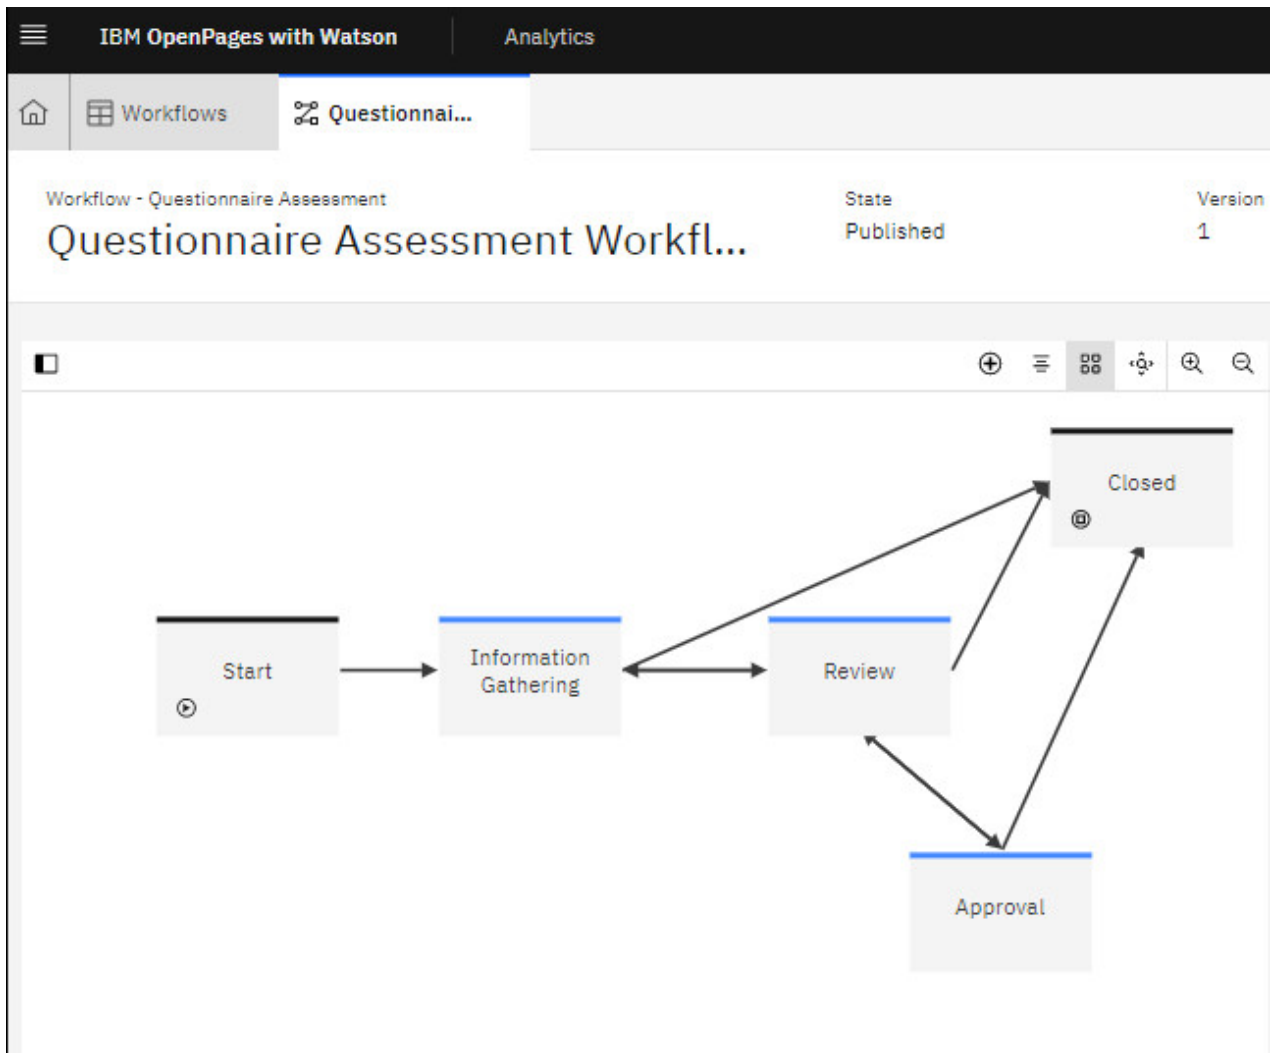 IBM OpenPages with Watson
Analytics
Workflows
Questionnai...
Workflow - Questionnaire Assessment
Questionnaire Assessment Workfl...
State
Published
Version
1
Closed
Start
Information
Gathering
Review
Approval